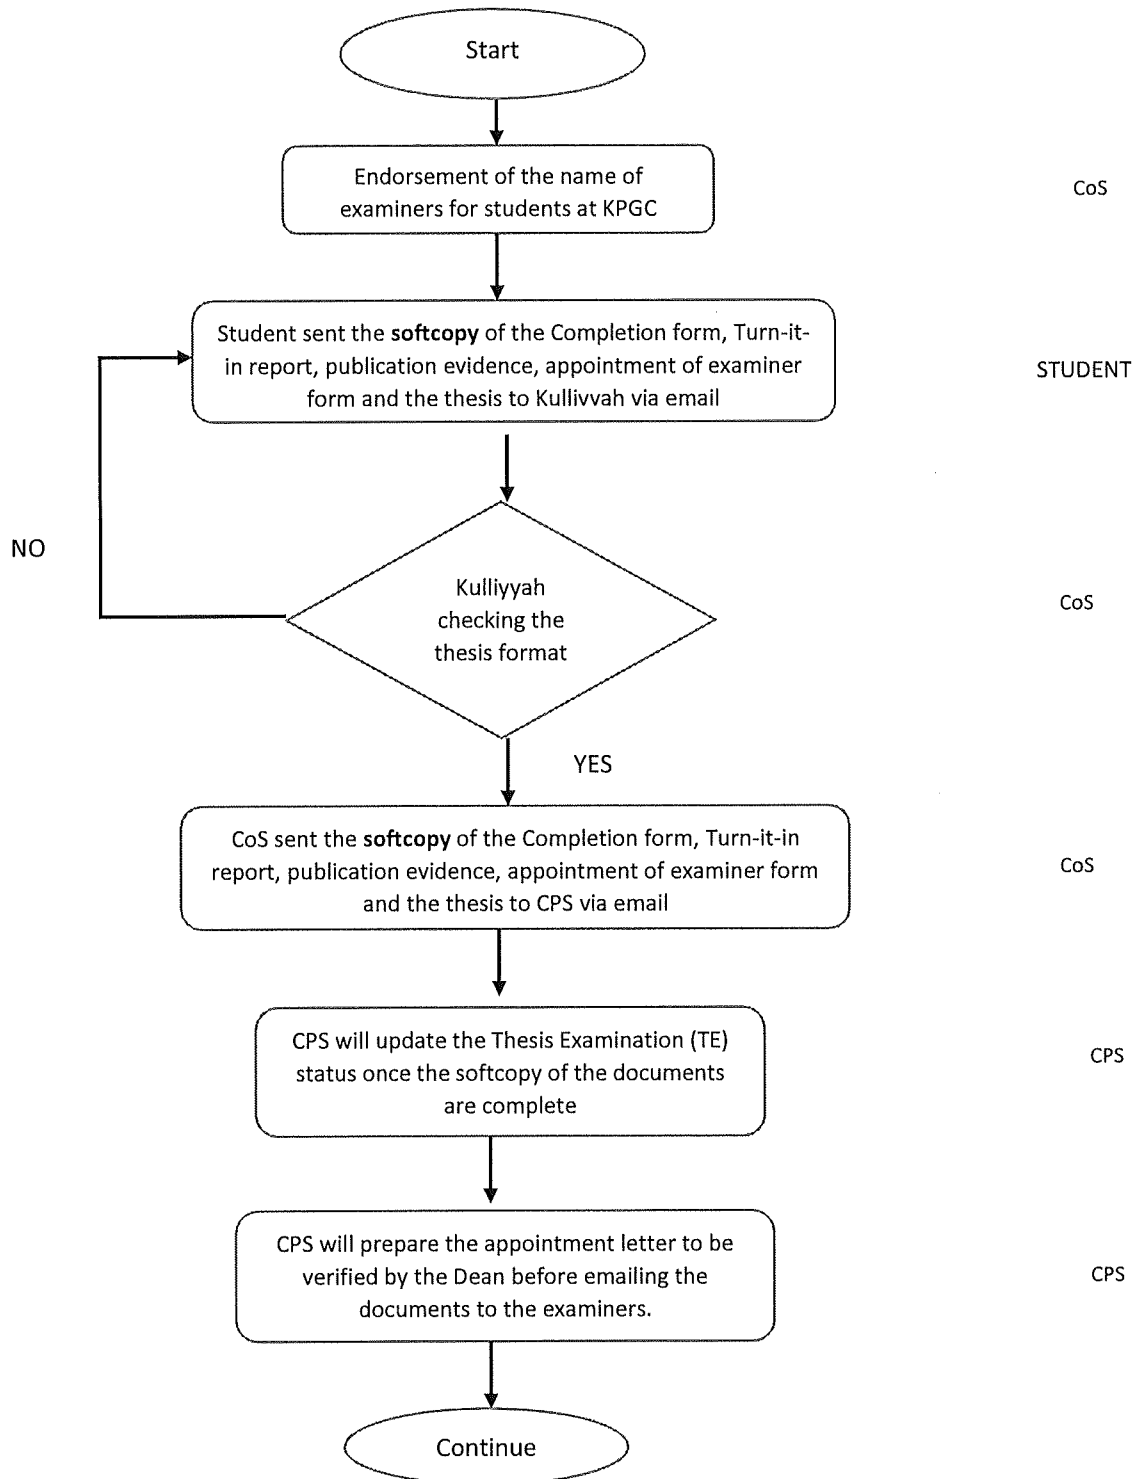 Start
Endorsement of the name of
examiners for students at KPGC
CoS
Student sent the softcopy of the Completion form, Turn-it-
in report, publication evidence, appointment of examiner
form and the thesis to Kullivvah via email
STUDENT
NO
Kulliyyah
checking the
thesis format
CoS
YES
CoS sent the softcopy of the Completion form, Turn-it-in
report, publication evidence, appointment of examiner form
and the thesis to CPS via email
CoS
CPS will update the Thesis Examination (TE)
status once the softcopy of the documents
are complete
CPS
CPS will prepare the appointment letter to be
verified by the Dean before emailing the
documents to the examiners.
CPS
Continue